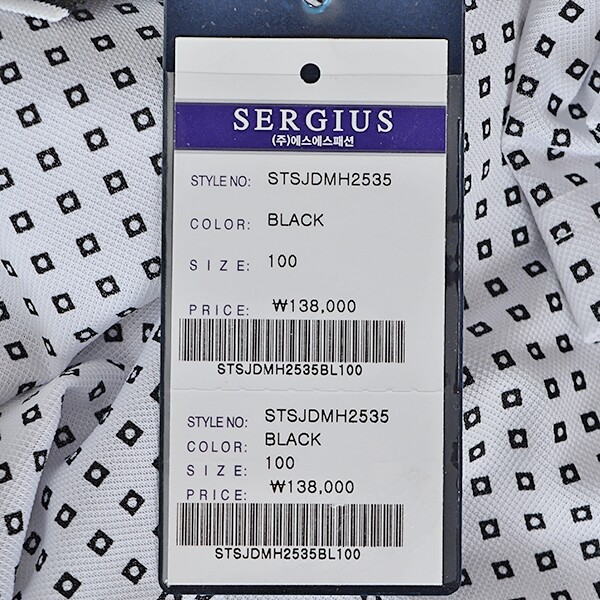 SERGIUS
(주)에스에스패션
STYLE NO: STSJDMH2535
COLOR: BLACK
SIZE: 100
PRICE: ₩138,000
STSJDMH2535BL100
STYLE NO: STSJDMH2535
COLOR: BLACK
SIZE: 100
PRICE: ₩138,000
STSJDMH2535BL100